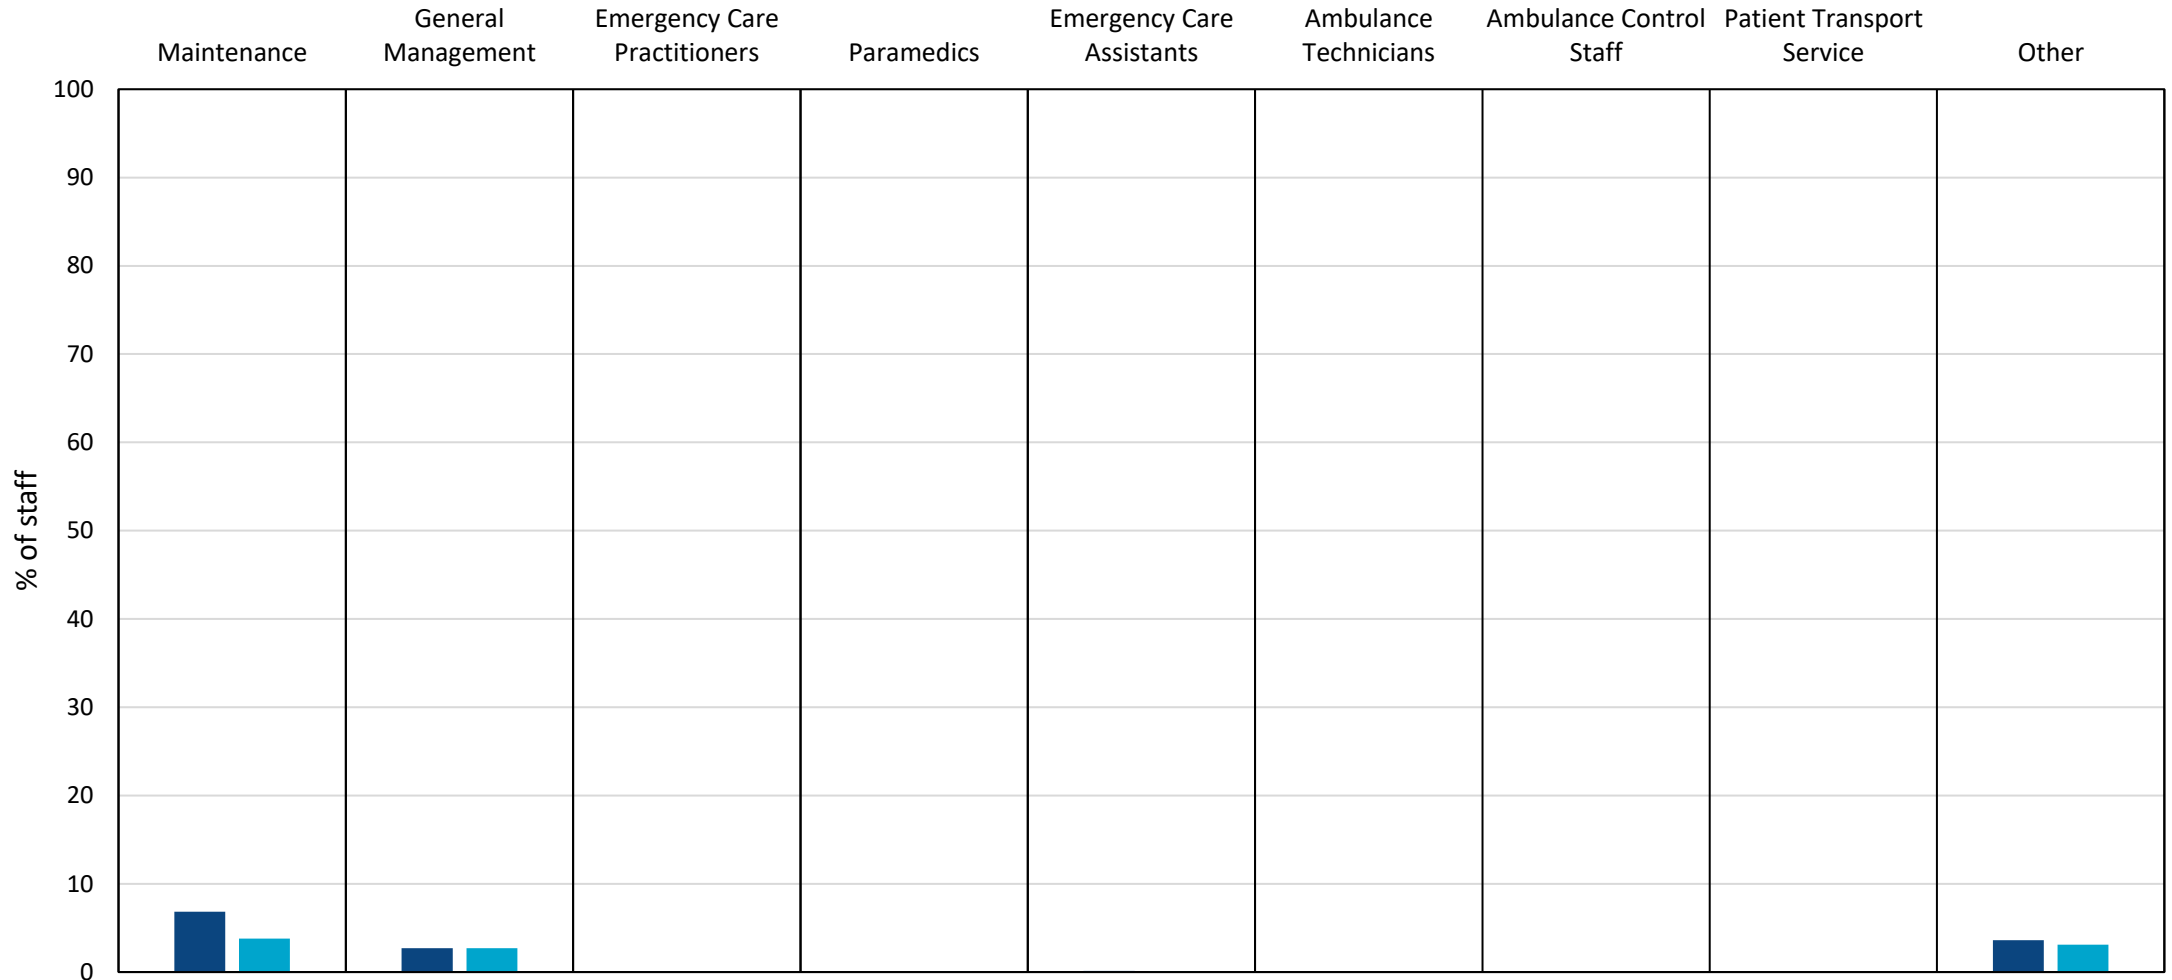 Maintenance
General
Management
Emergency Care
Practitioners
Paramedics
Emergency Care
Assistants
Ambulance
Technicians
Ambulance Control
Staff
Patient Transport
Service
Other
100
90
80
70
60
50
40
30
20
10
0
% of staff